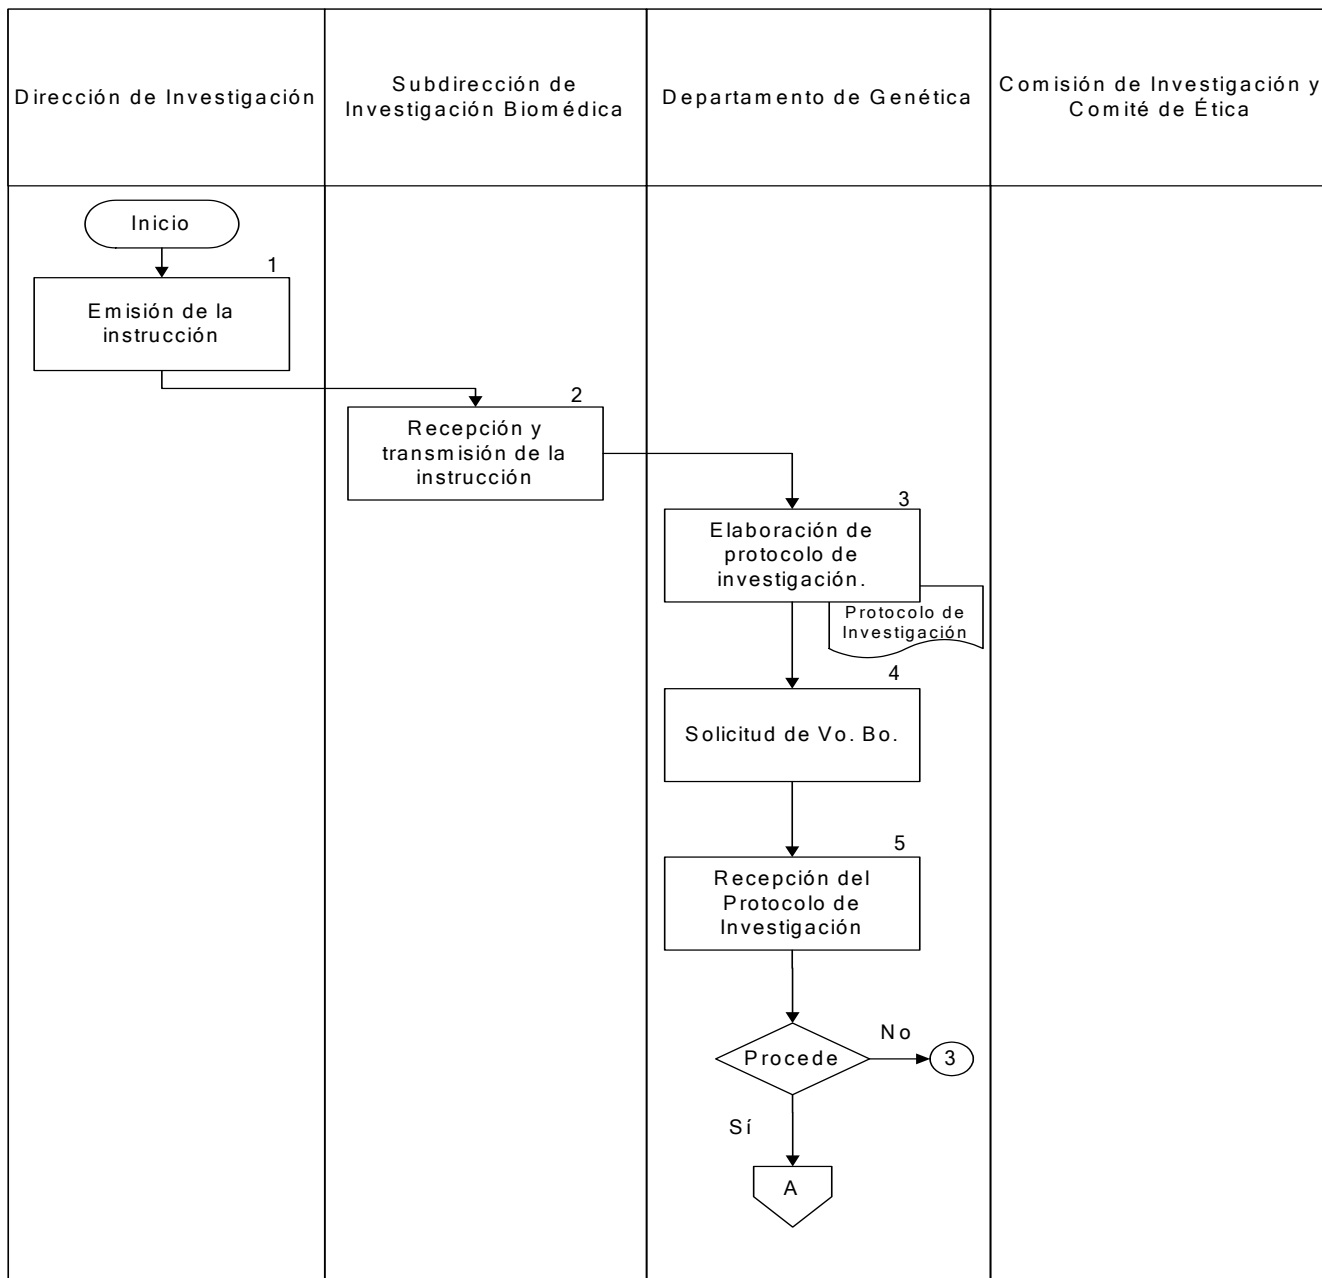 Dirección de Investigación
Subdirección de
Investigación Biomédica
Departamento de Genética
Comisión de Investigación y
Comité de Ética
Inicio
1
Emisión de la
instrucción
2
Recepción y
transmisión de la
instrucción
3
Elaboración de
protocolo de
investigación.
Protocolo de
Investigación
4
Solicitud de Vo. Bo.
5
Recepción del
Protocolo de
Investigación
Procede
No
3
Sí
A